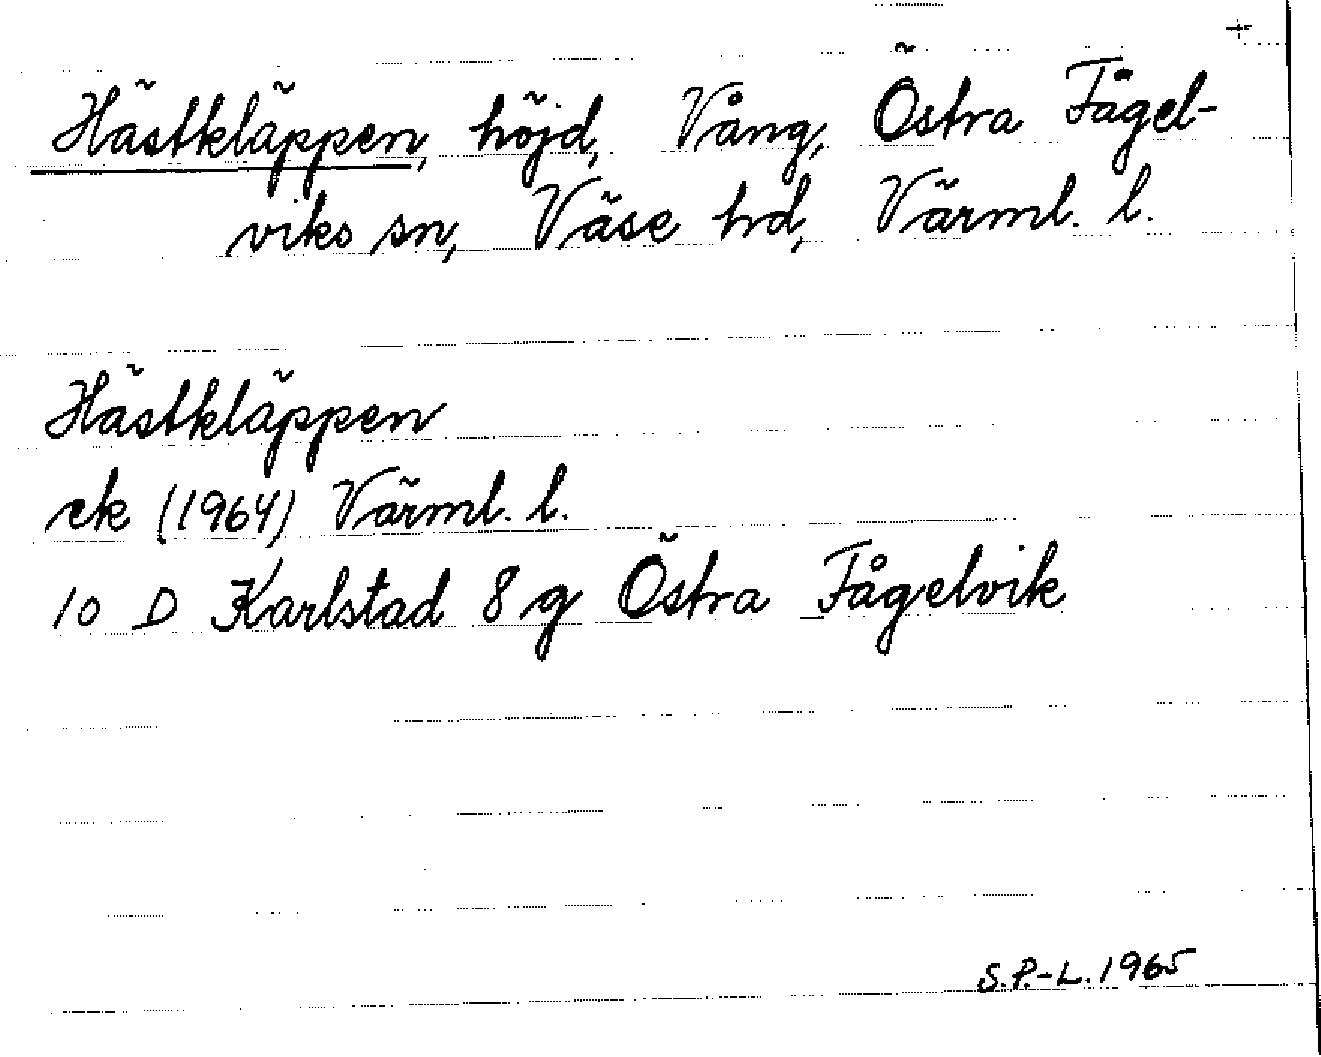 +
Hästkläppen, höjd, Vång, Östra Fågel-
viks sn, Väse hd, Värml. l.
Hästkläppen
ek (1964) Värml. l.
10 D Karlstad 8 g Östra Fågelvik
S.P.-L. 1965